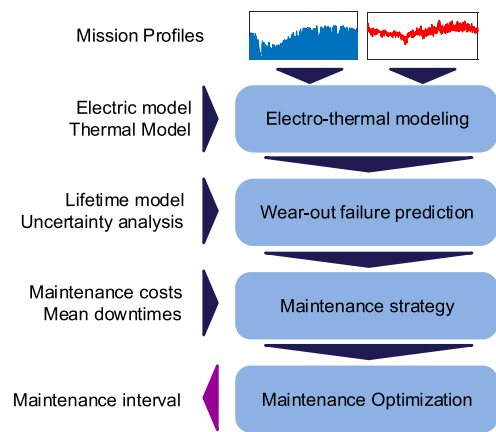 Mission Profiles
Electric model
Thermal Model
Electro-thermal modeling
Lifetime model
Uncertainty analysis
Wear-out failure prediction
Maintenance costs
Mean downtimes
Maintenance strategy
Maintenance interval
Maintenance Optimization